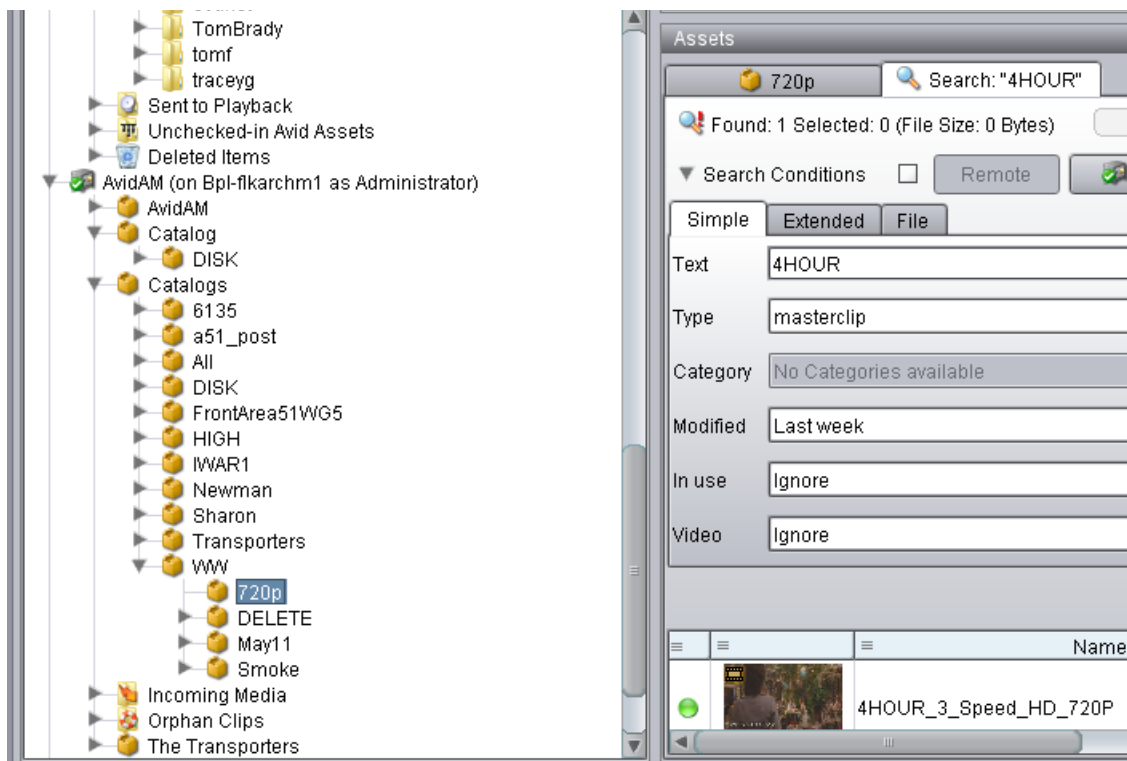 TomBrady
tomf
traceyg
Sent to Playback
Unchecked-in Avid Assets
Deleted Items
AvidAM (on Bpl-flkarchm1 as Administrator)
AvidAM
Catalog
DISK
Catalogs
6135
a51_post
All
DISK
FrontArea51WG5
HIGH
IWAR1
Newman
Sharon
Transporters
WW
720p
DELETE
May11
Smoke
Incoming Media
Orphan Clips
The Transporters
Assets
720p
Search: "4HOUR"
Found: 1 Selected: 0 (File Size: 0 Bytes)
Search Conditions
Remote
Simple
Extended
File
Text
4HOUR
Type
masterclip
Category
No Categories available
Modified
Last week
In use
Ignore
Video
Ignore
Name
4HOUR_3_Speed_HD_720P